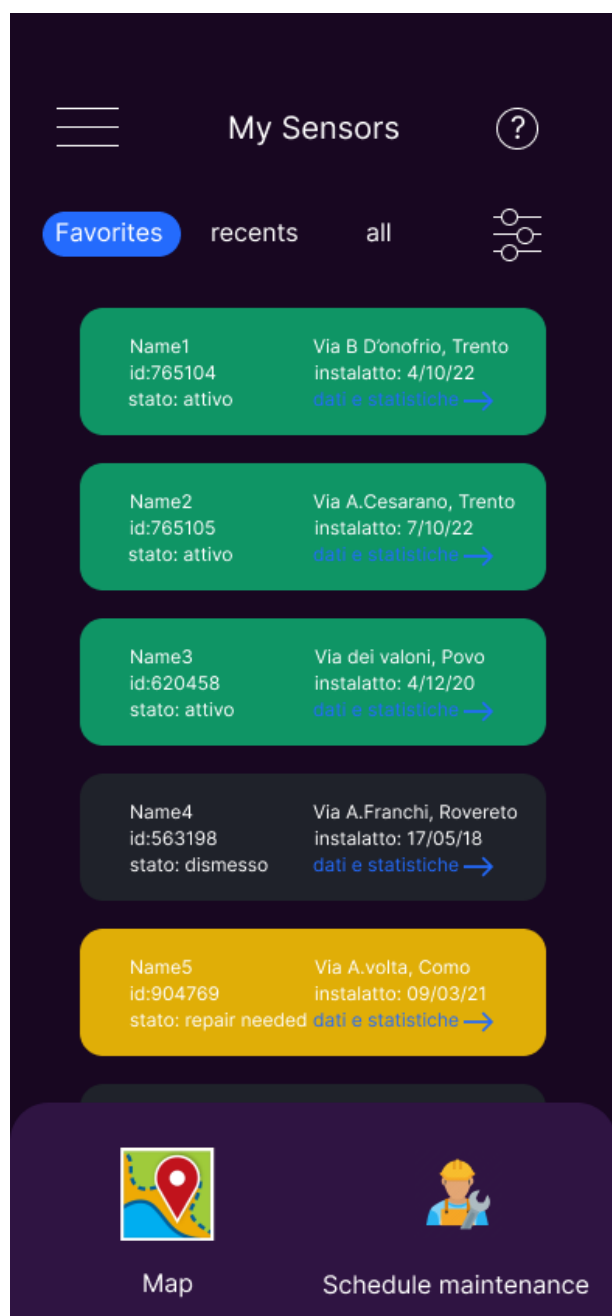 My Sensors
?
Favorites recents all
Name1 Via B D'onofrio, Trento
id:765104 instalatto: 4/10/22
stato: attivo dati e statistiche
Name2 Via A.Cesarano, Trento
id:765105 instalatto: 7/10/22
stato: attivo dati e statistiche
Name3 Via dei valoni, Povo
id:620458 instalatto: 4/12/20
stato: attivo dati e statistiche
Name4 Via A.Franchi, Rovereto
id:563198 instalatto: 17/05/18
stato: dismesso dati e statistiche
Name5 Via A.volta, Como
id:904769 instalatto: 09/03/21
stato: repair needed dati e statistiche
Map Schedule maintenance